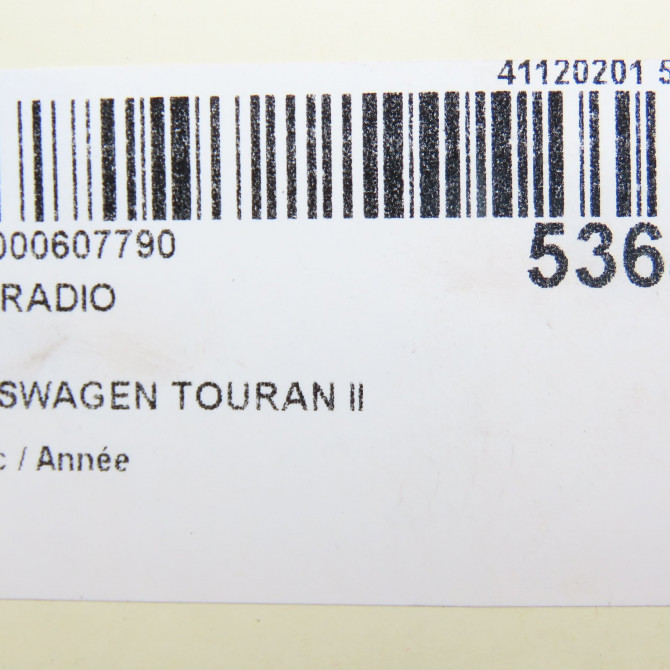 41120201 5
000607790
536
RADIO
SWAGEN TOURAN II
c / Année